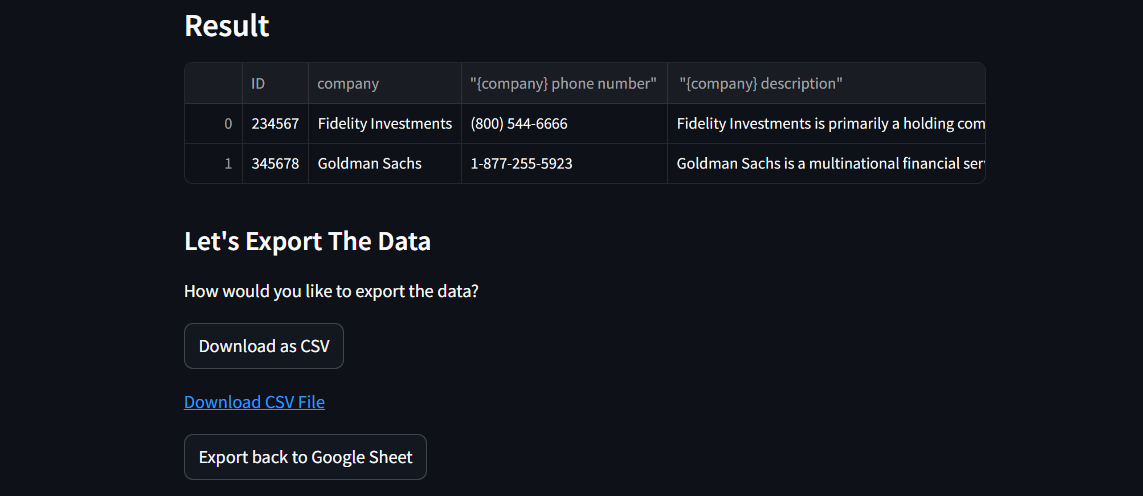 Result
ID company "{company} phone number" "{company} description"
0 234567 Fidelity Investments (800) 544-6666 Fidelity Investments is primarily a holding com
1 345678 Goldman Sachs 1-877-255-5923 Goldman Sachs is a multinational financial ser
Let's Export The Data
How would you like to export the data?
Download as CSV
Download CSV File
Export back to Google Sheet